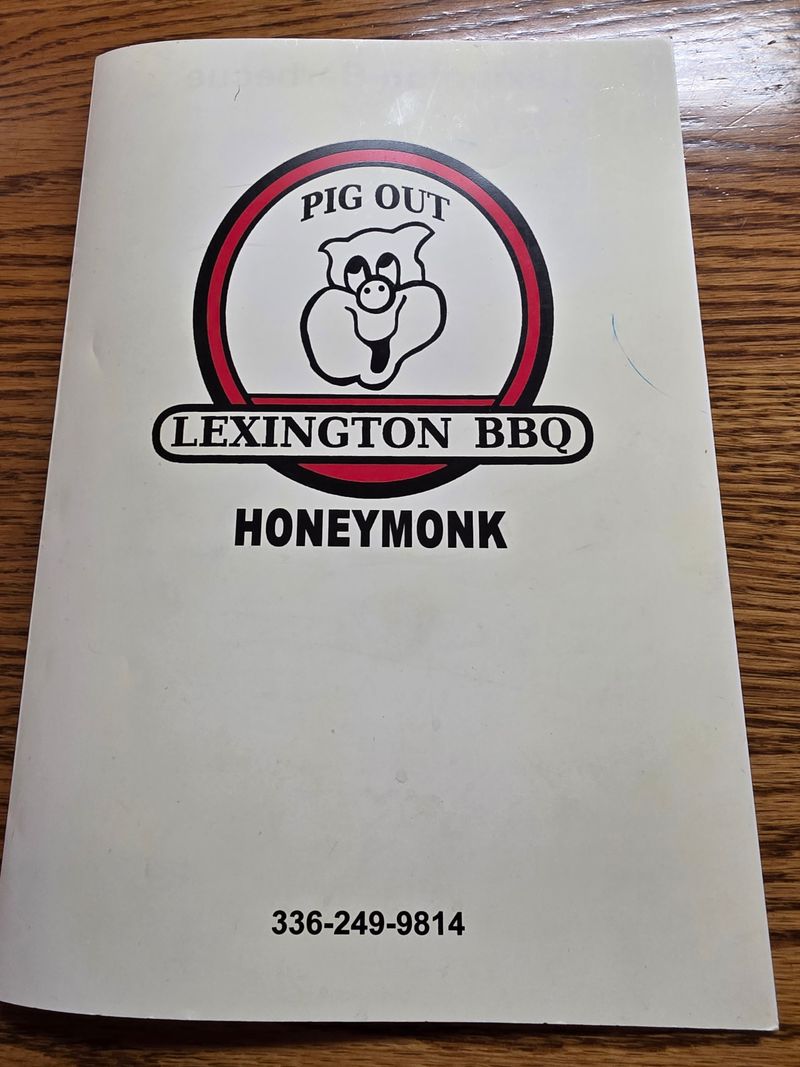 PIG OUT
LEXINGTON BBQ
HONEYMONK
336-249-9814